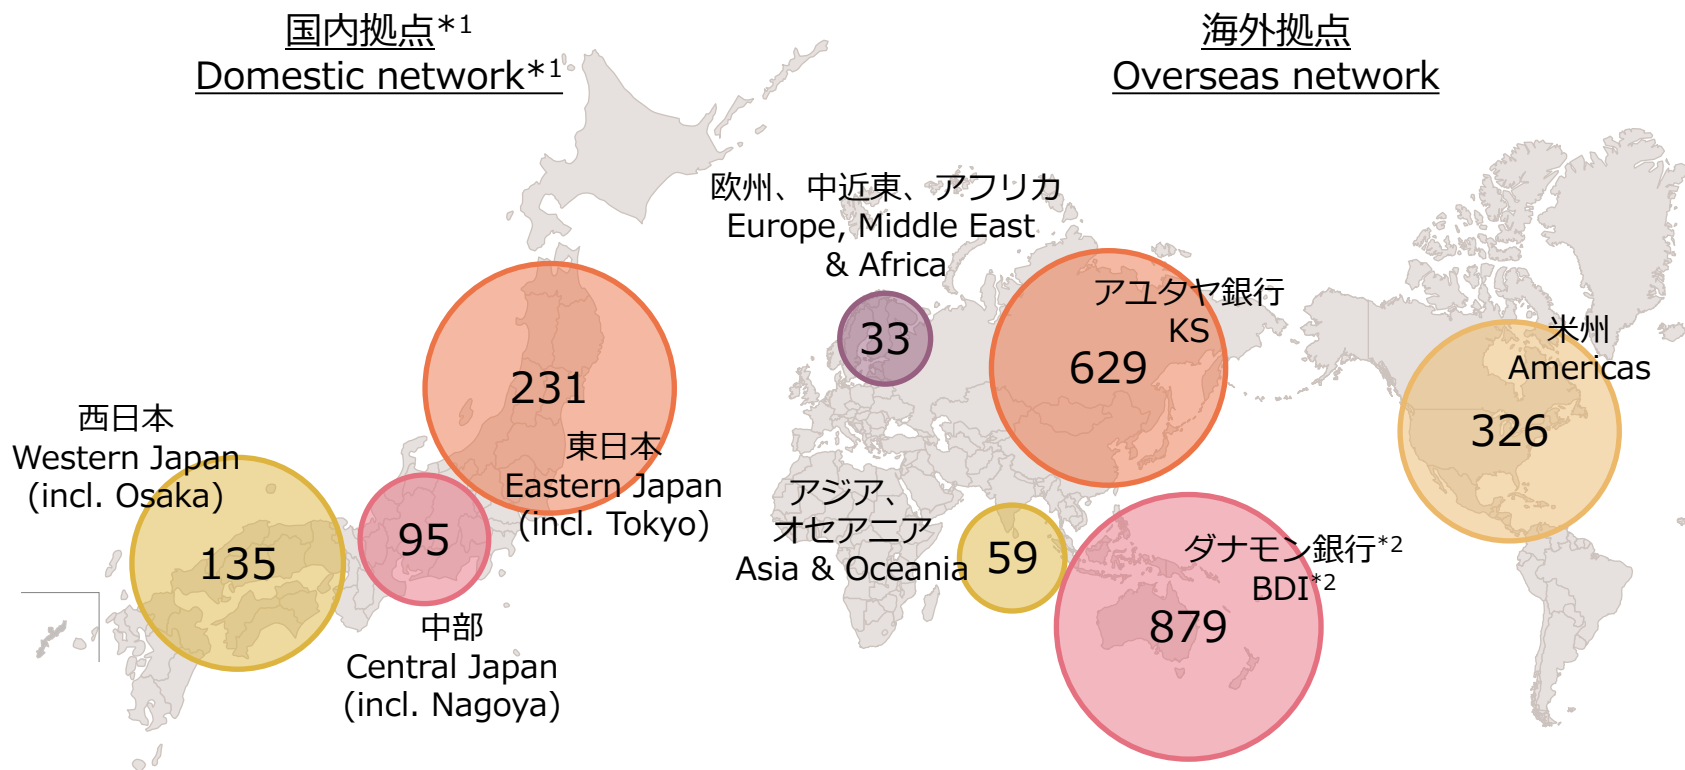 国内拠点*1
Domestic network*1
231
東日本
Eastern Japan
(incl. Tokyo)
西日本
Western Japan
(incl. Osaka)
135
95
中部
Central Japan
(incl. Nagoya)
海外拠点
Overseas network
欧州、中近東、アフリカ
Europe, Middle East
& Africa
33
アユタヤ銀行
KS
629
米州
Americas
326
アジア、
オセアニア
Asia & Oceania
59
ダナモン銀行*2
BDI*2
879